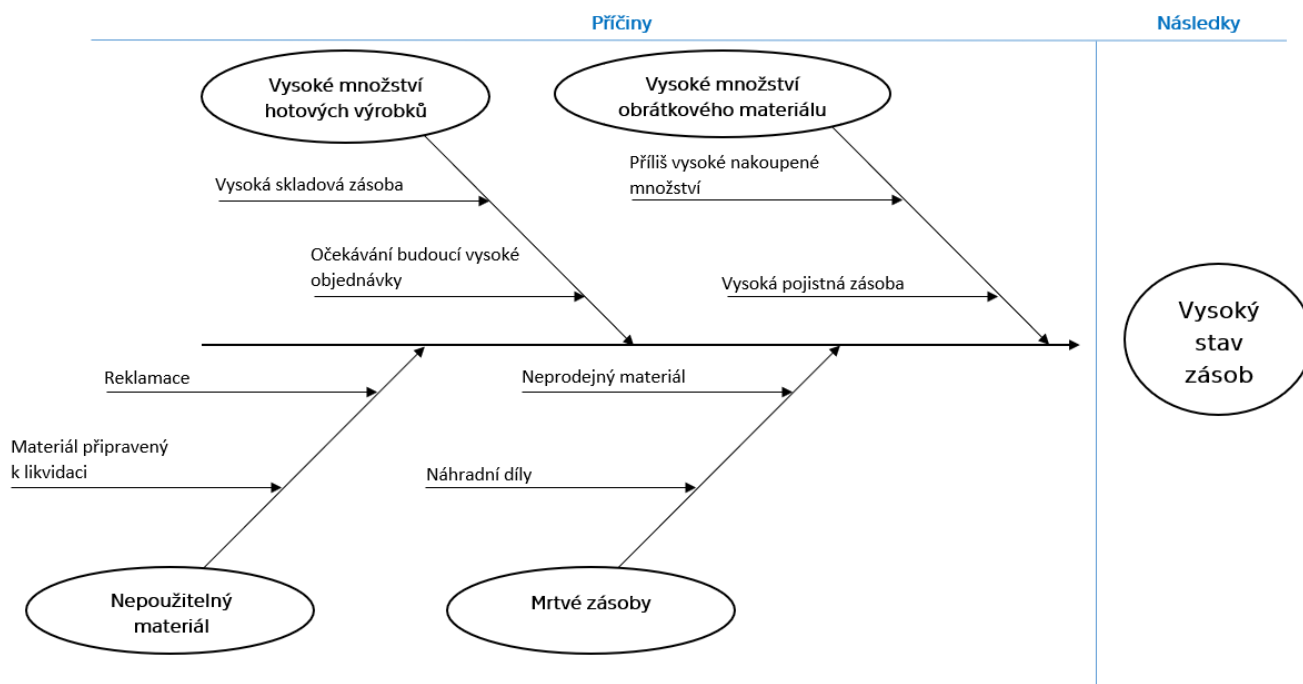 Příčiny
Následky
Vysoké množství
hotových výrobků
Vysoké množství
obrátkového materiálu
Příliš vysoké nakoupené
množství
Vysoká skladová zásoba
Očekávání budoucí vysoké
objednávky
Vysoká pojistná zásoba
Vysoký
stav
zásob
Reklamace
Neprodejný materiál
Materiál připravený
k likvidaci
Náhradní díly
Nepoužitelný
materiál
Mrtvé zásoby